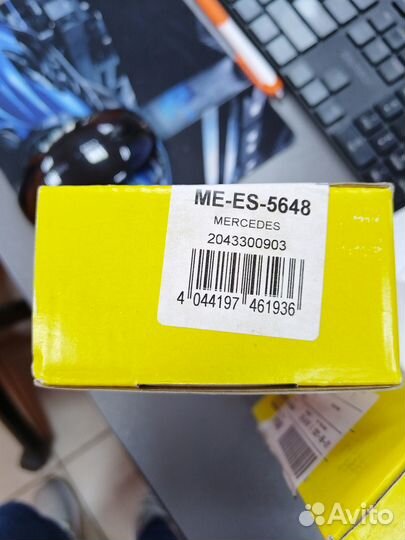 ME-ES-5648
MERCEDES
2043300903
4 044197 461936
Avito